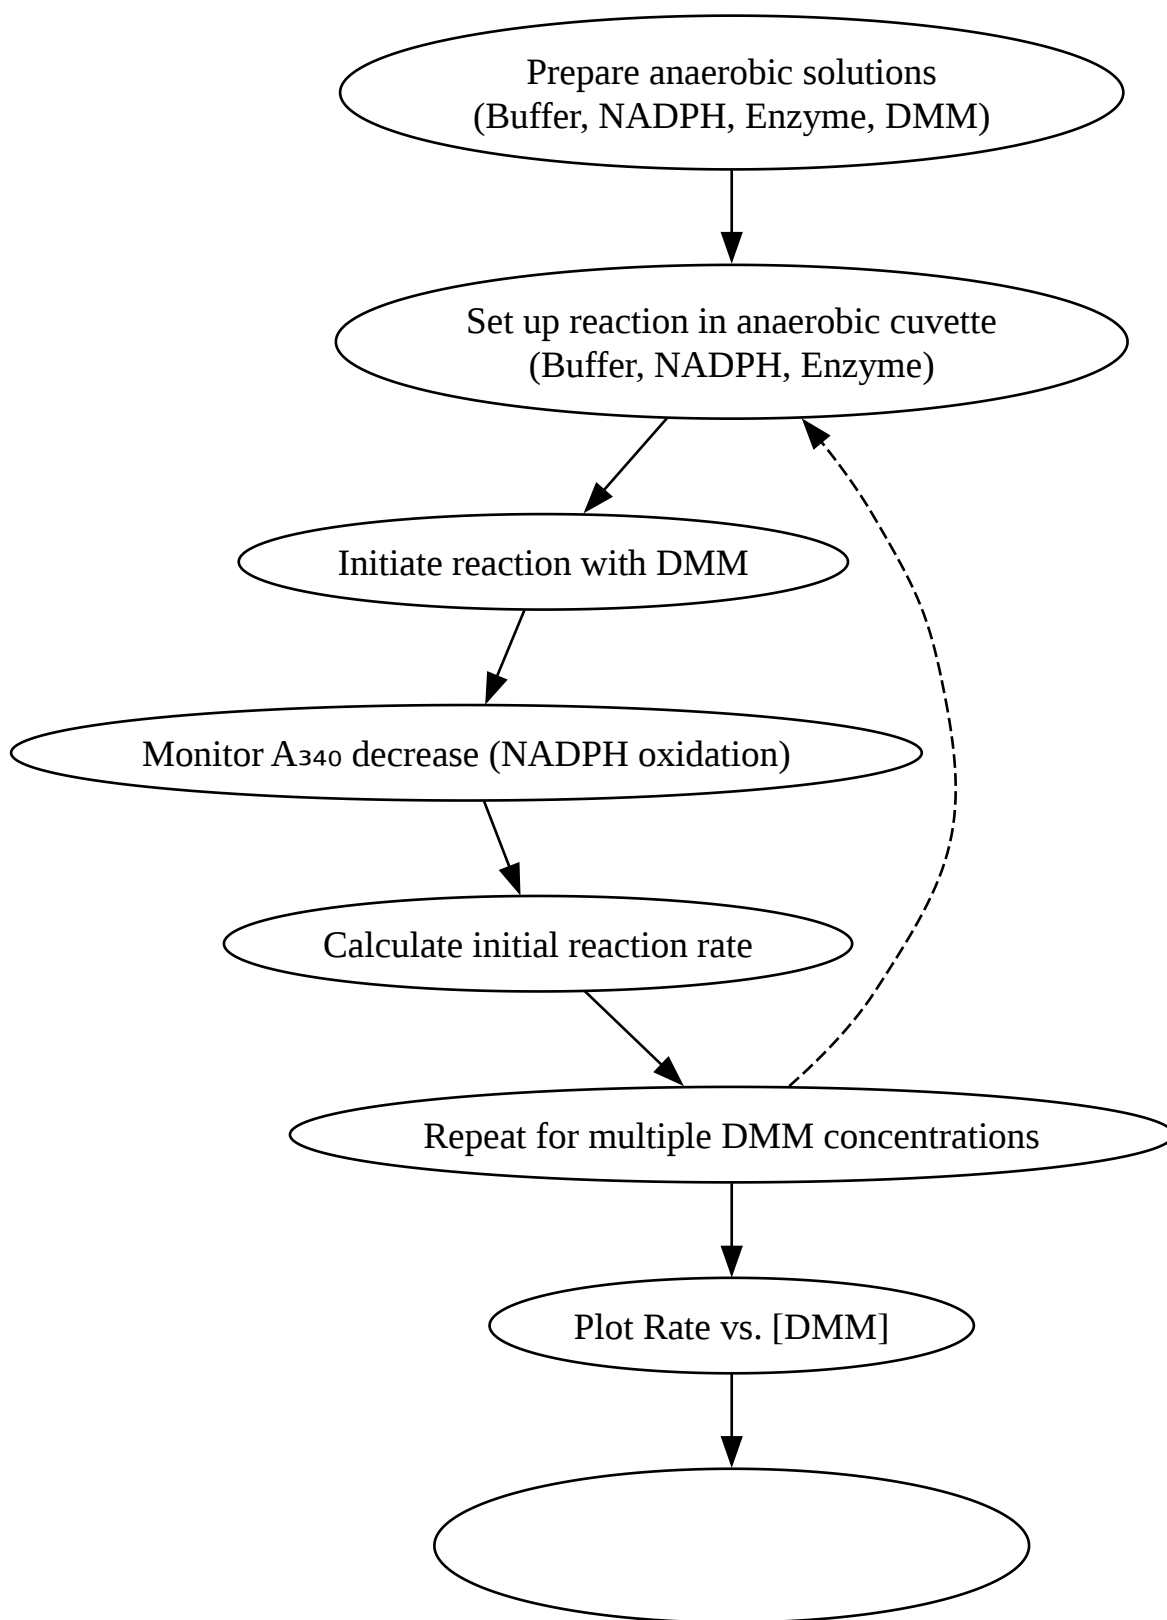 Prepare anaerobic solutions
(Buffer, NADPH, Enzyme, DMM)
Set up reaction in anaerobic cuvette
(Buffer, NADPH, Enzyme)
Initiate reaction with DMM
Monitor A₃₄₀ decrease (NADPH oxidation)
Calculate initial reaction rate
Repeat for multiple DMM concentrations
Plot Rate vs. [DMM]